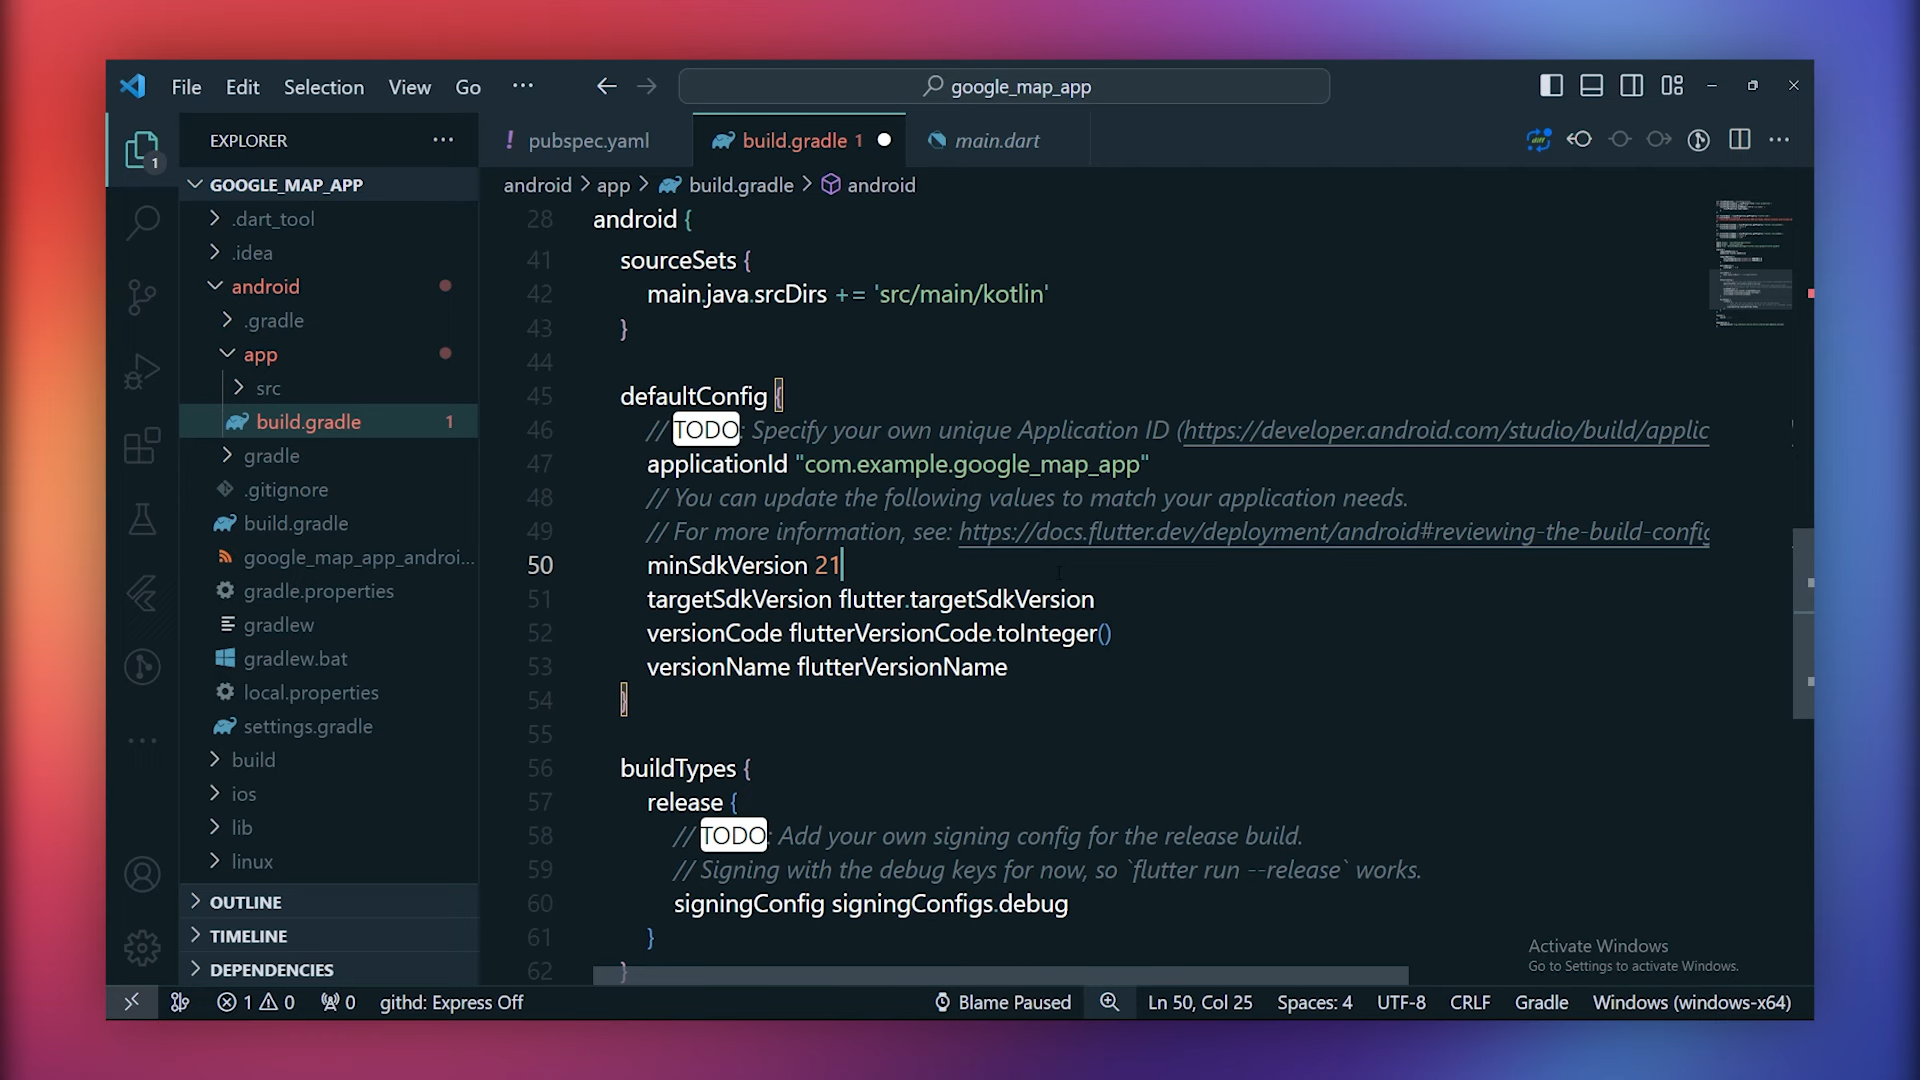 File Edit Selection View Go ···
google_map_app
EXPLORER ···
GOOGLE_MAP_APP
.dart_tool
.idea
android
.gradle
app
src
build.gradle 1
gradle
.gitignore
build.gradle
google_map_app_androi...
gradle.properties
gradlew
gradlew.bat
local.properties
settings.gradle
build
ios
lib
linux
OUTLINE
TIMELINE
DEPENDENCIES
1
! pubspec.yaml
build.gradle 1
main.dart
android > app > build.gradle > android
28 android {
41 sourceSets {
42 main.java.srcDirs += 'src/main/kotlin'
43 }
44
45 defaultConfig {
46 // TODO: Specify your own unique Application ID (https://developer.android.com/studio/build/applic
47 applicationId "com.example.google_map_app"
48 // You can update the following values to match your application needs.
49 // For more information, see: https://docs.flutter.dev/deployment/android#reviewing-the-build-config
50 minSdkVersion 21
51 targetSdkVersion flutter.targetSdkVersion
52 versionCode flutterVersionCode.toInteger()
53 versionName flutterVersionName
54 }
55
56 buildTypes {
57 release {
58 // TODO: Add your own signing config for the release build.
59 // Signing with the debug keys for now, so `flutter run --release` works.
60 signingConfig signingConfigs.debug
61 }
62 }
Activate Windows
Go to Settings to activate Windows.
1 0 0 githd: Express Off
Blame Paused Ln 50, Col 25 Spaces: 4 UTF-8 CRLF Gradle Windows (windows-x64)